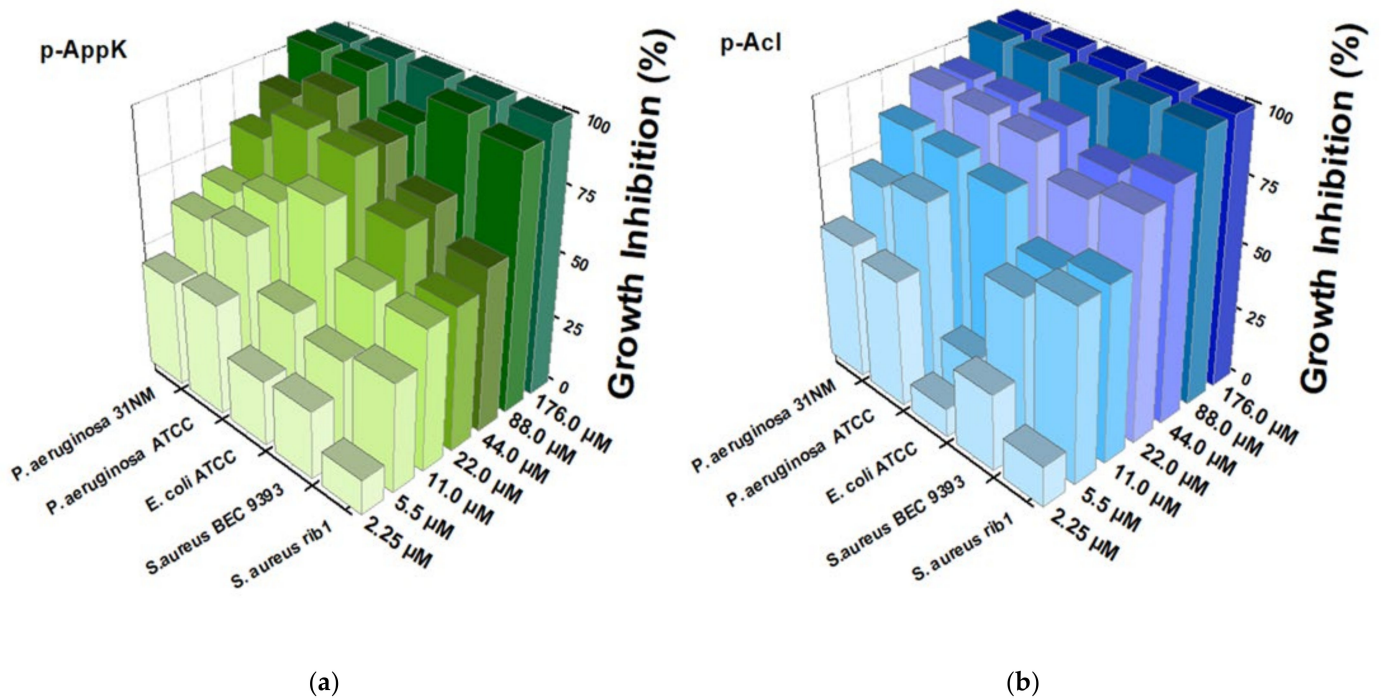 p-AppK
Growth Inhibition (%)
100
75
50
25
0
176.0 µM
88.0 µM
44.0 µM
22.0 µM
11.0 µM
5.5 µM
2.25 µM
P. aeruginosa 31NM
P. aeruginosa ATCC
E. coli ATCC
S.aureus BEC 9393
S. aureus rib1
(a)
p-AcI
Growth Inhibition (%)
100
75
50
25
0
176.0 µM
88.0 µM
44.0 µM
22.0 µM
11.0 µM
5.5 µM
2.25 µM
P. aeruginosa 31NM
P. aeruginosa ATCC
E. coli ATCC
S.aureus BEC 9393
S. aureus rib1
(b)